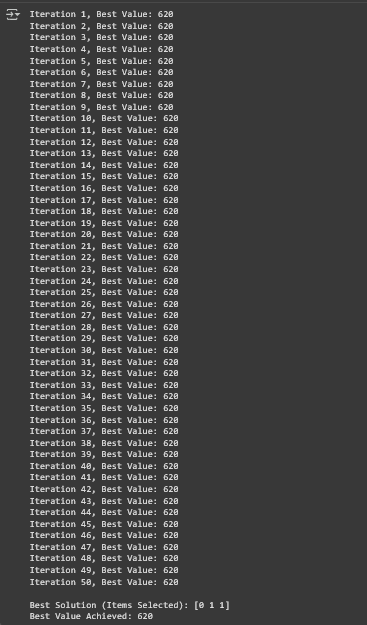 Iteration 1, Best Value: 620
Iteration 2, Best Value: 620
Iteration 3, Best Value: 620
Iteration 4, Best Value: 620
Iteration 5, Best Value: 620
Iteration 6, Best Value: 620
Iteration 7, Best Value: 620
Iteration 8, Best Value: 620
Iteration 9, Best Value: 620
Iteration 10, Best Value: 620
Iteration 11, Best Value: 620
Iteration 12, Best Value: 620
Iteration 13, Best Value: 620
Iteration 14, Best Value: 620
Iteration 15, Best Value: 620
Iteration 16, Best Value: 620
Iteration 17, Best Value: 620
Iteration 18, Best Value: 620
Iteration 19, Best Value: 620
Iteration 20, Best Value: 620
Iteration 21, Best Value: 620
Iteration 22, Best Value: 620
Iteration 23, Best Value: 620
Iteration 24, Best Value: 620
Iteration 25, Best Value: 620
Iteration 26, Best Value: 620
Iteration 27, Best Value: 620
Iteration 28, Best Value: 620
Iteration 29, Best Value: 620
Iteration 30, Best Value: 620
Iteration 31, Best Value: 620
Iteration 32, Best Value: 620
Iteration 33, Best Value: 620
Iteration 34, Best Value: 620
Iteration 35, Best Value: 620
Iteration 36, Best Value: 620
Iteration 37, Best Value: 620
Iteration 38, Best Value: 620
Iteration 39, Best Value: 620
Iteration 40, Best Value: 620
Iteration 41, Best Value: 620
Iteration 42, Best Value: 620
Iteration 43, Best Value: 620
Iteration 44, Best Value: 620
Iteration 45, Best Value: 620
Iteration 46, Best Value: 620
Iteration 47, Best Value: 620
Iteration 48, Best Value: 620
Iteration 49, Best Value: 620
Iteration 50, Best Value: 620
Best Solution (Items Selected): [0 1 1]
Best Value Achieved: 620